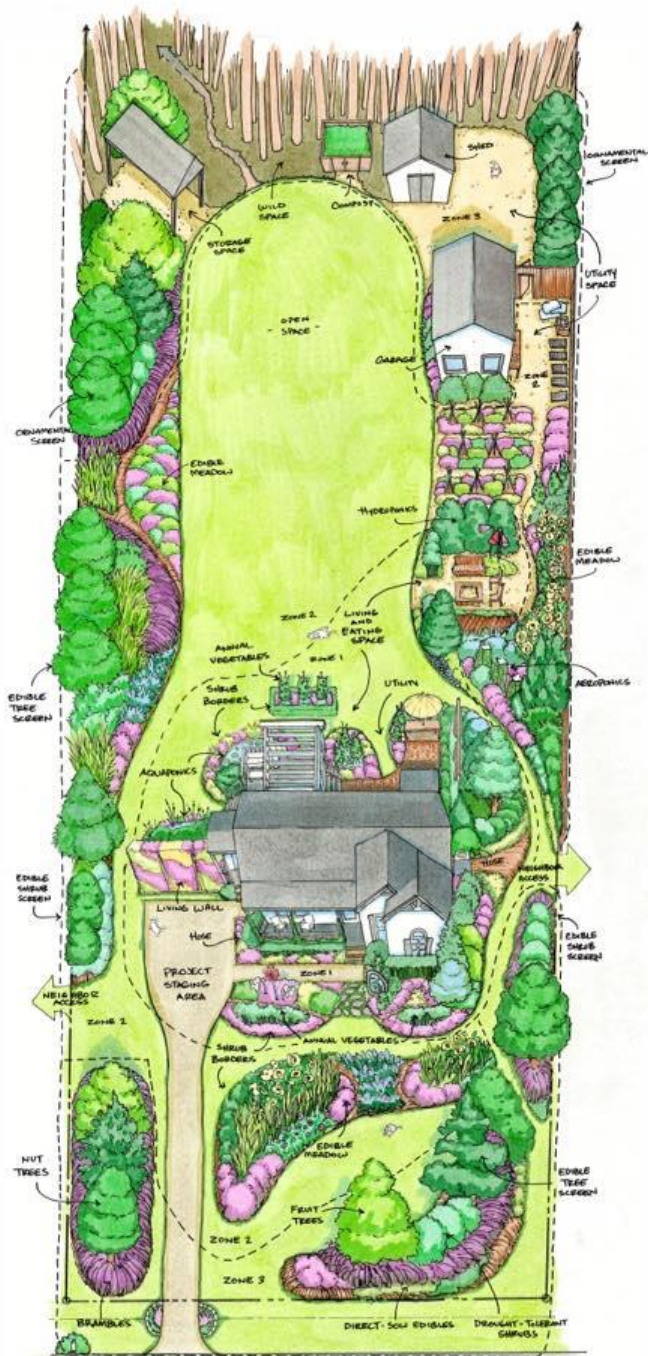 SHED
ORNAMENTAL
SCREEN
WILD
SPACE
COMPOST
STORAGE
SPACE
ZONE 3
UTILITY
SPACE
- OPEN
SPACE -
GARAGE
ZONE
2
ORNAMENTAL
SCREEN
EDIBLE
MEADOW
HYDROPONICS
EDIBLE
MEADOW
ZONE 2
LIVING
AND
EATING
SPACE
ANNUAL
VEGETABLES
ZONE 1
SHRUB
BORDERS
UTILITY
AEROPONICS
EDIBLE
TREE
SCREEN
AQUAPONICS
HOSE
NEIGHBOR
ACCESS
EDIBLE
SHRUB
SCREEN
LIVING WALL
HOSE
EDIBLE
SHRUB
SCREEN
PROJECT
STAGING
AREA
ZONE 1
NEIGHBOR
ACCESS
ZONE 2
SHRUB
BORDERS
ANNUAL VEGETABLES
EDIBLE
MEADOW
NUT
TREES
EDIBLE
TREE
SCREEN
FRUIT
TREES
ZONE 2
ZONE 3
BRAMBLES
DIRECT-SOW EDIBLES
DROUGHT-TOLERANT
SHRUBS